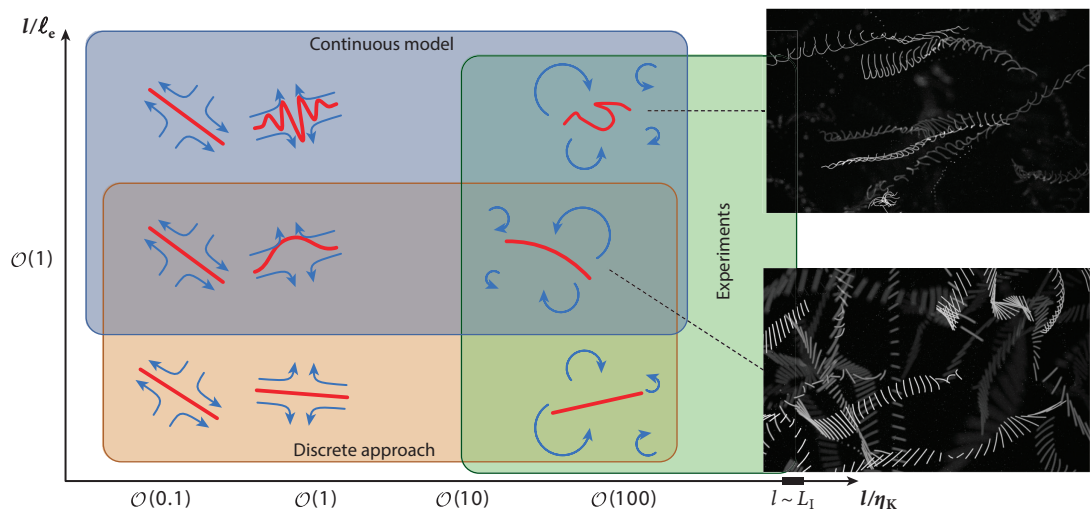 l/ℓe
Continuous model
𝒪(1)
Experiments
Discrete approach
𝒪(0.1)
𝒪(1)
𝒪(10)
𝒪(100)
l ~ LI
l/ηK